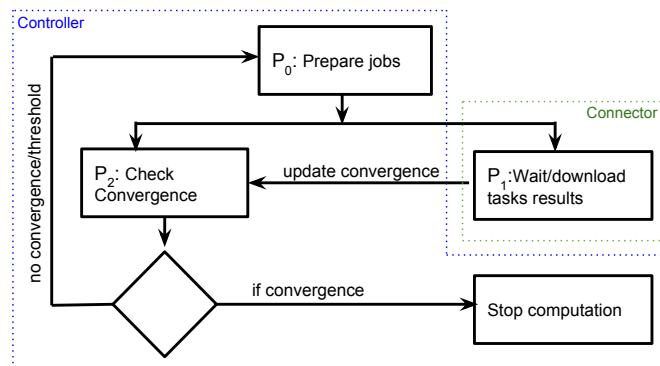 Controller
P0: Prepare jobs
Connector
P2: Check
Convergence
update convergence
P1:Wait/download
tasks results
no convergence/threshold
if convergence
Stop computation